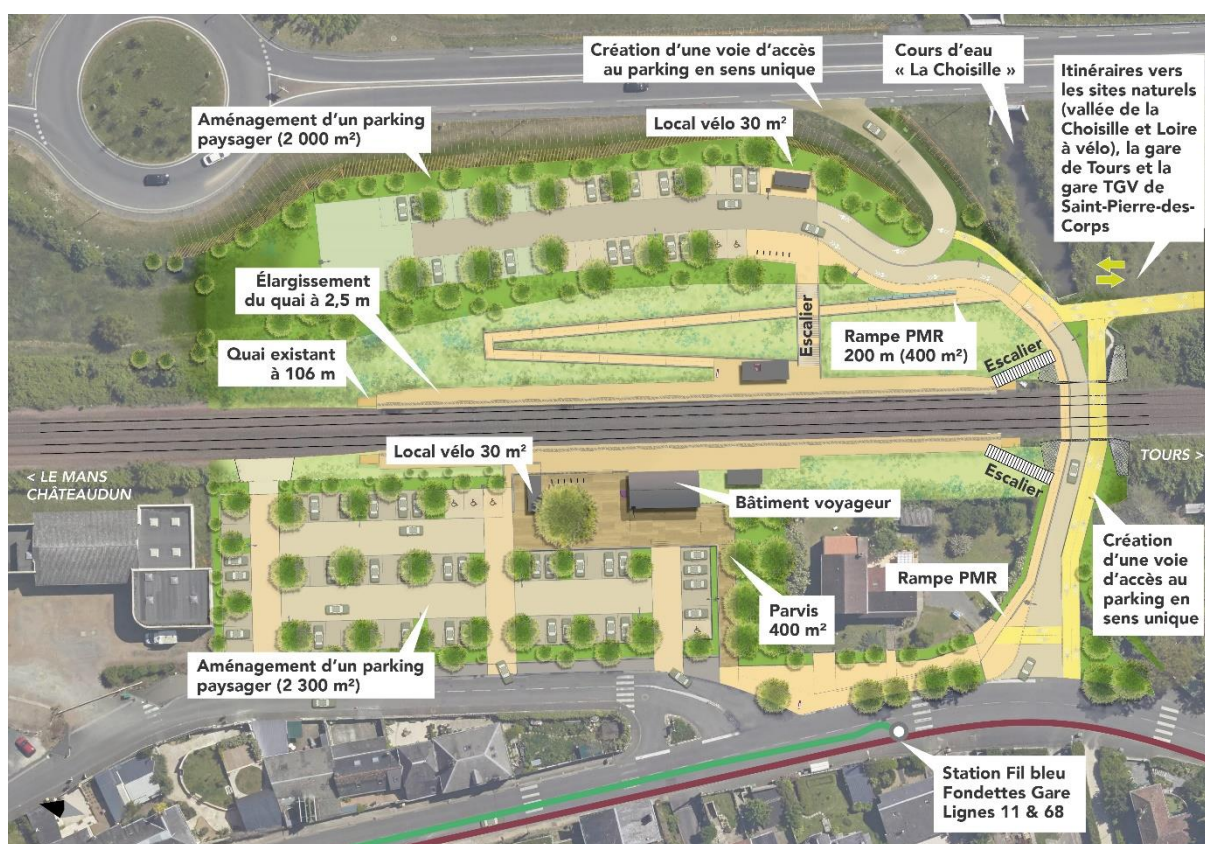 Création d'une voie d'accès
au parking en sens unique
Cours d'eau
« La Choisille »
Itinéraires vers
les sites naturels
(vallée de la
Choisille et Loire
à vélo), la gare
de Tours et la
gare TGV de
Saint-Pierre-des-
Corps
Aménagement d'un parking
paysager (2 000 m²)
Local vélo 30 m²
Élargissement
du quai à 2,5 m
Escalier
Rampe PMR
200 m (400 m²)
Escalier
Quai existant
à 106 m
< LE MANS
CHÂTEAUDUN
Local vélo 30 m²
Bâtiment voyageur
Escalier
TOURS >
Création
d'une voie
d'accès au
parking en
sens unique
Rampe PMR
Parvis
400 m²
Aménagement d'un parking
paysager (2 300 m²)
Station Fil bleu
Fondettes Gare
Lignes 11 & 68